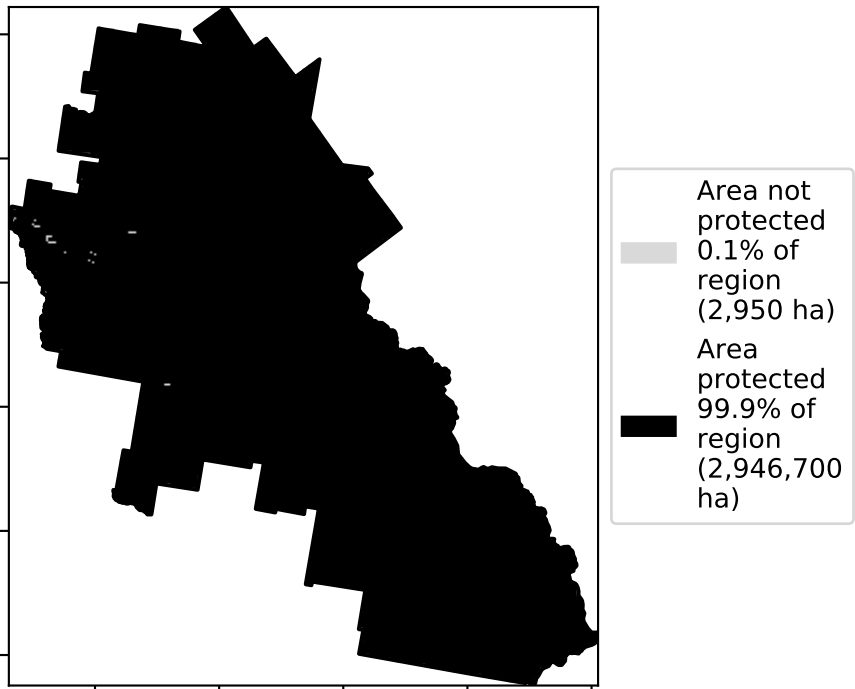 Area not
protected
0.1% of
region
(2,950 ha)
Area
protected
99.9% of
region
(2,946,700
ha)